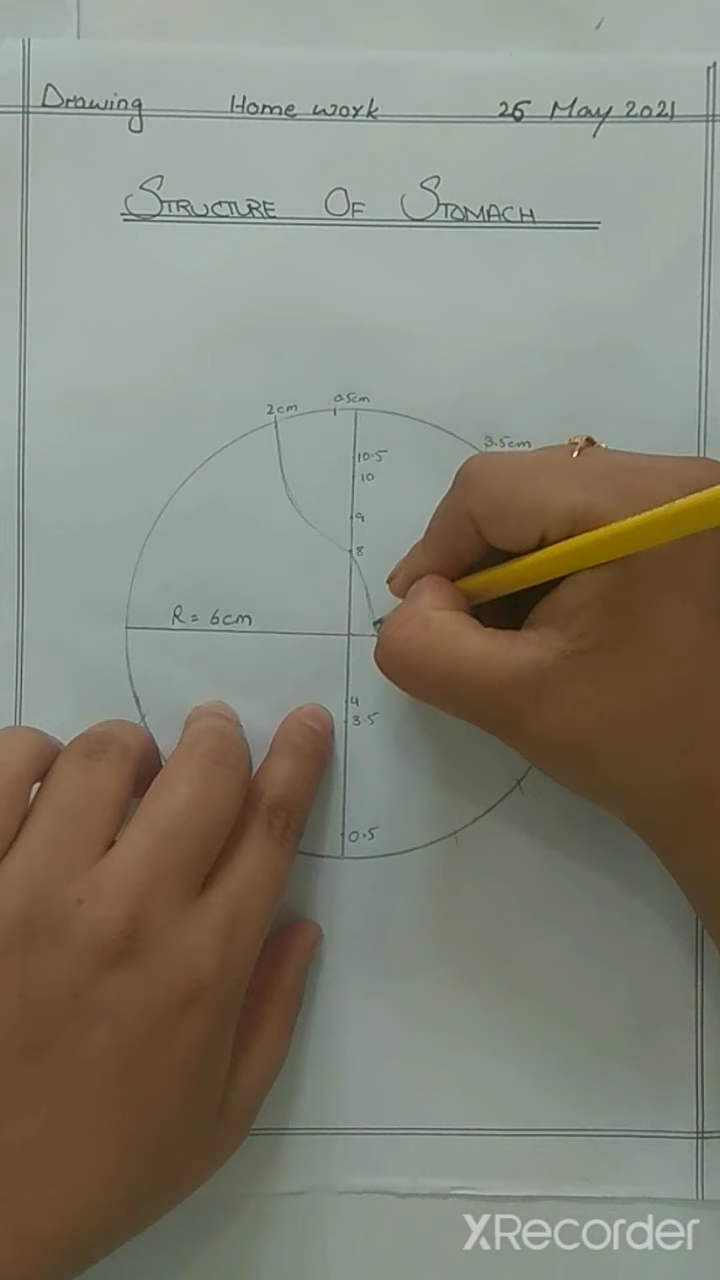 Drawing Home work 26 May 2021
STRUCTURE OF STOMACH
0.5cm
2cm
3.5cm
10.5
10
9
8
R = 6cm
4
3.5
0.5
XRecorder